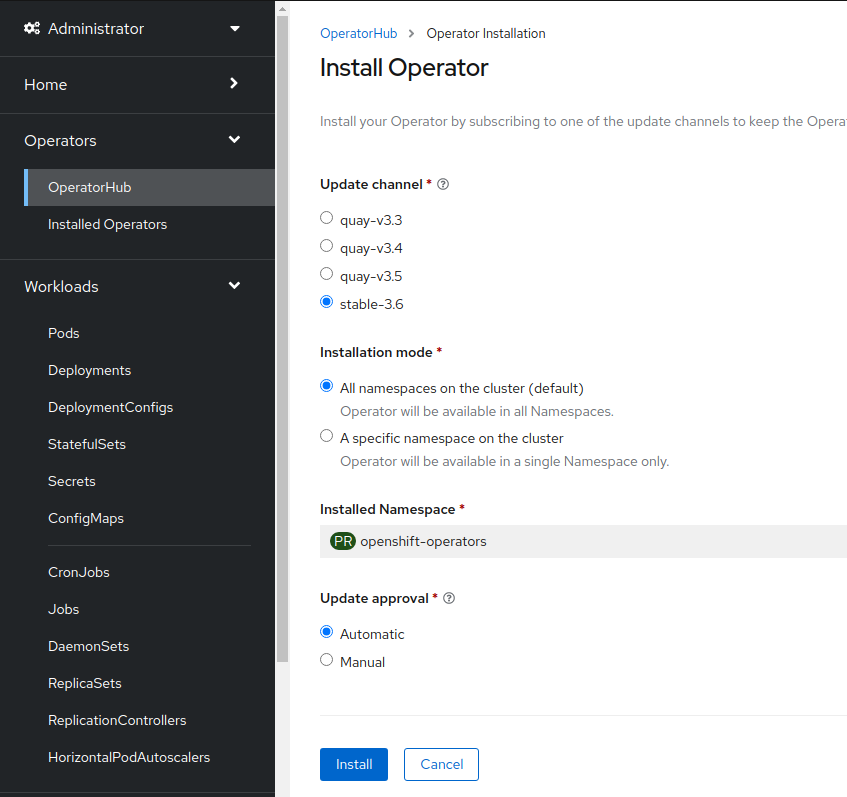 Administrator
Home
Operators
OperatorHub
Installed Operators
Workloads
Pods
Deployments
DeploymentConfigs
StatefulSets
Secrets
ConfigMaps
CronJobs
Jobs
DaemonSets
ReplicaSets
ReplicationControllers
HorizontalPodAutoscalers
OperatorHub > Operator Installation
Install Operator
Install your Operator by subscribing to one of the update channels to keep the Opera
Update channel * ?
quay-v3.3
quay-v3.4
quay-v3.5
stable-3.6
Installation mode *
All namespaces on the cluster (default)
Operator will be available in all Namespaces.
A specific namespace on the cluster
Operator will be available in a single Namespace only.
Installed Namespace *
PR openshift-operators
Update approval * ?
Automatic
Manual
Install Cancel